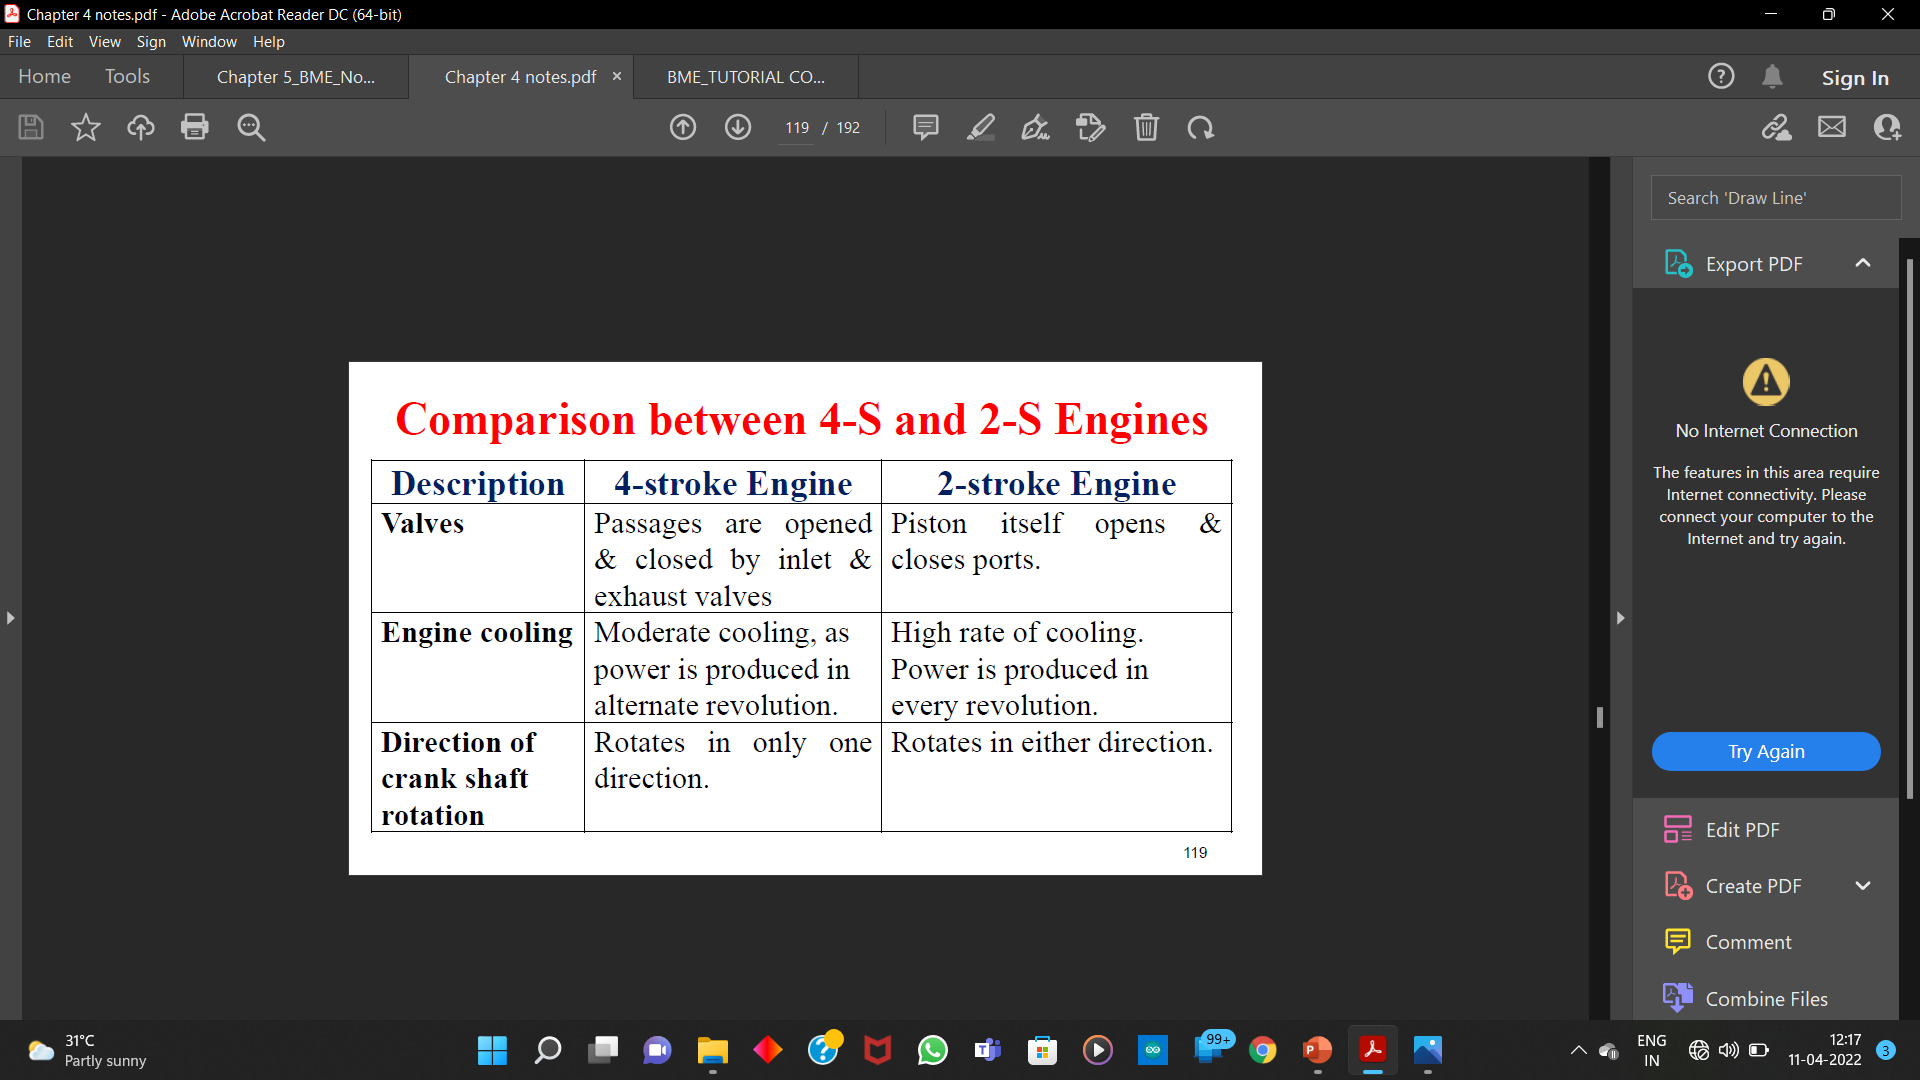 Chapter 4 notes.pdf - Adobe Acrobat Reader DC (64-bit)
File Edit View Sign Window Help
Home Tools Chapter 5_BME_No... Chapter 4 notes.pdf × BME_TUTORIAL CO... ? Sign In
119 / 192
Search 'Draw Line'
Export PDF
No Internet Connection
The features in this area require
Internet connectivity. Please
connect your computer to the
Internet and try again.
Try Again
Edit PDF
Create PDF
Comment
Combine Files
Comparison between 4-S and 2-S Engines
Description 4-stroke Engine 2-stroke Engine
Valves
Passages are opened
& closed by inlet &
exhaust valves
Piston itself opens &
closes ports.
Engine cooling
Moderate cooling, as
power is produced in
alternate revolution.
High rate of cooling.
Power is produced in
every revolution.
Direction of
crank shaft
rotation
Rotates in only one
direction.
Rotates in either direction.
119
31°C
Partly sunny
99+
ENG
IN
12:17
11-04-2022
3